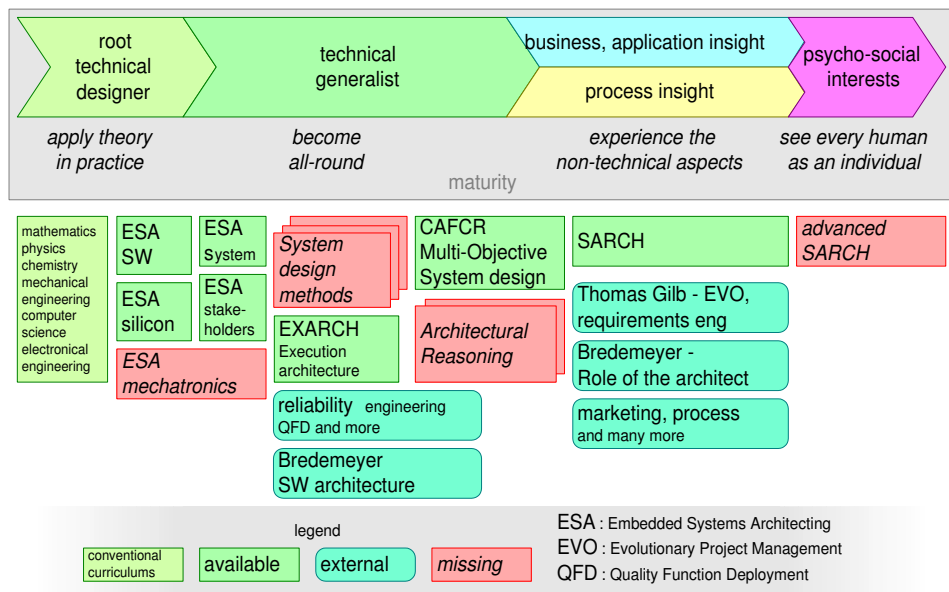 root
technical
designer
technical
generalist
business, application insight
process insight
psycho-social
interests
apply theory
in practice
become
all-round
experience the
non-technical aspects
see every human
as an individual
maturity
mathematics
physics
chemistry
mechanical
engineering
computer
science
electronical
engineering
ESA
SW
ESA
System
ESA
silicon
ESA
stake-
holders
ESA
mechatronics
System
design
methods
EXARCH
Execution
architecture
reliability engineering
QFD and more
Bredemeyer
SW architecture
CAFCR
Multi-Objective
System design
Architectural
Reasoning
SARCH
Thomas Gilb - EVO,
requirements eng
Bredemeyer -
Role of the architect
marketing, process
and many more
advanced
SARCH
legend
conventional
curriculums
available
external
missing
ESA : Embedded Systems Architecting
EVO : Evolutionary Project Management
QFD : Quality Function Deployment